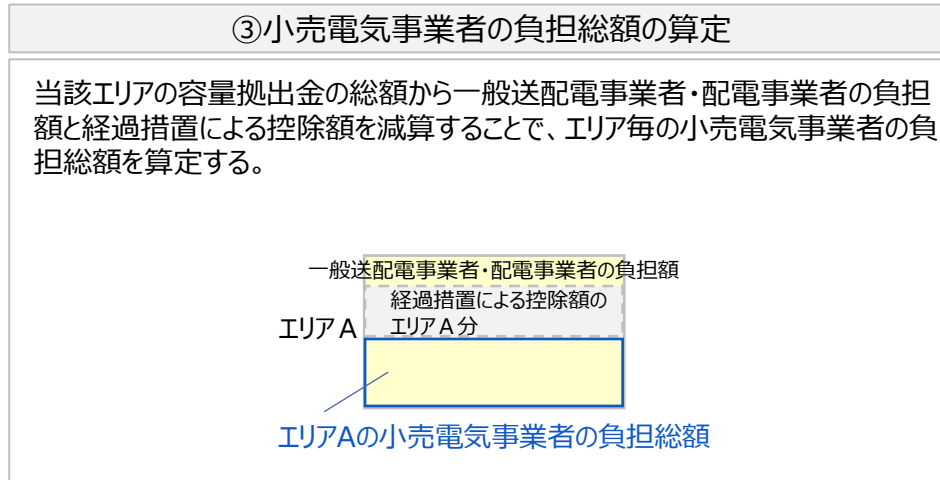 ③小売電気事業者の負担総額の算定
当該エリアの容量拠出金の総額から一般送配電事業者・配電事業者の負担
額と経過措置による控除額を減算することで、エリア毎の小売電気事業者の負
担総額を算定する。
一般送配電事業者・配電事業者の負担額
経過措置による控除額の
エリアA分
エリアA
エリアAの小売電気事業者の負担総額